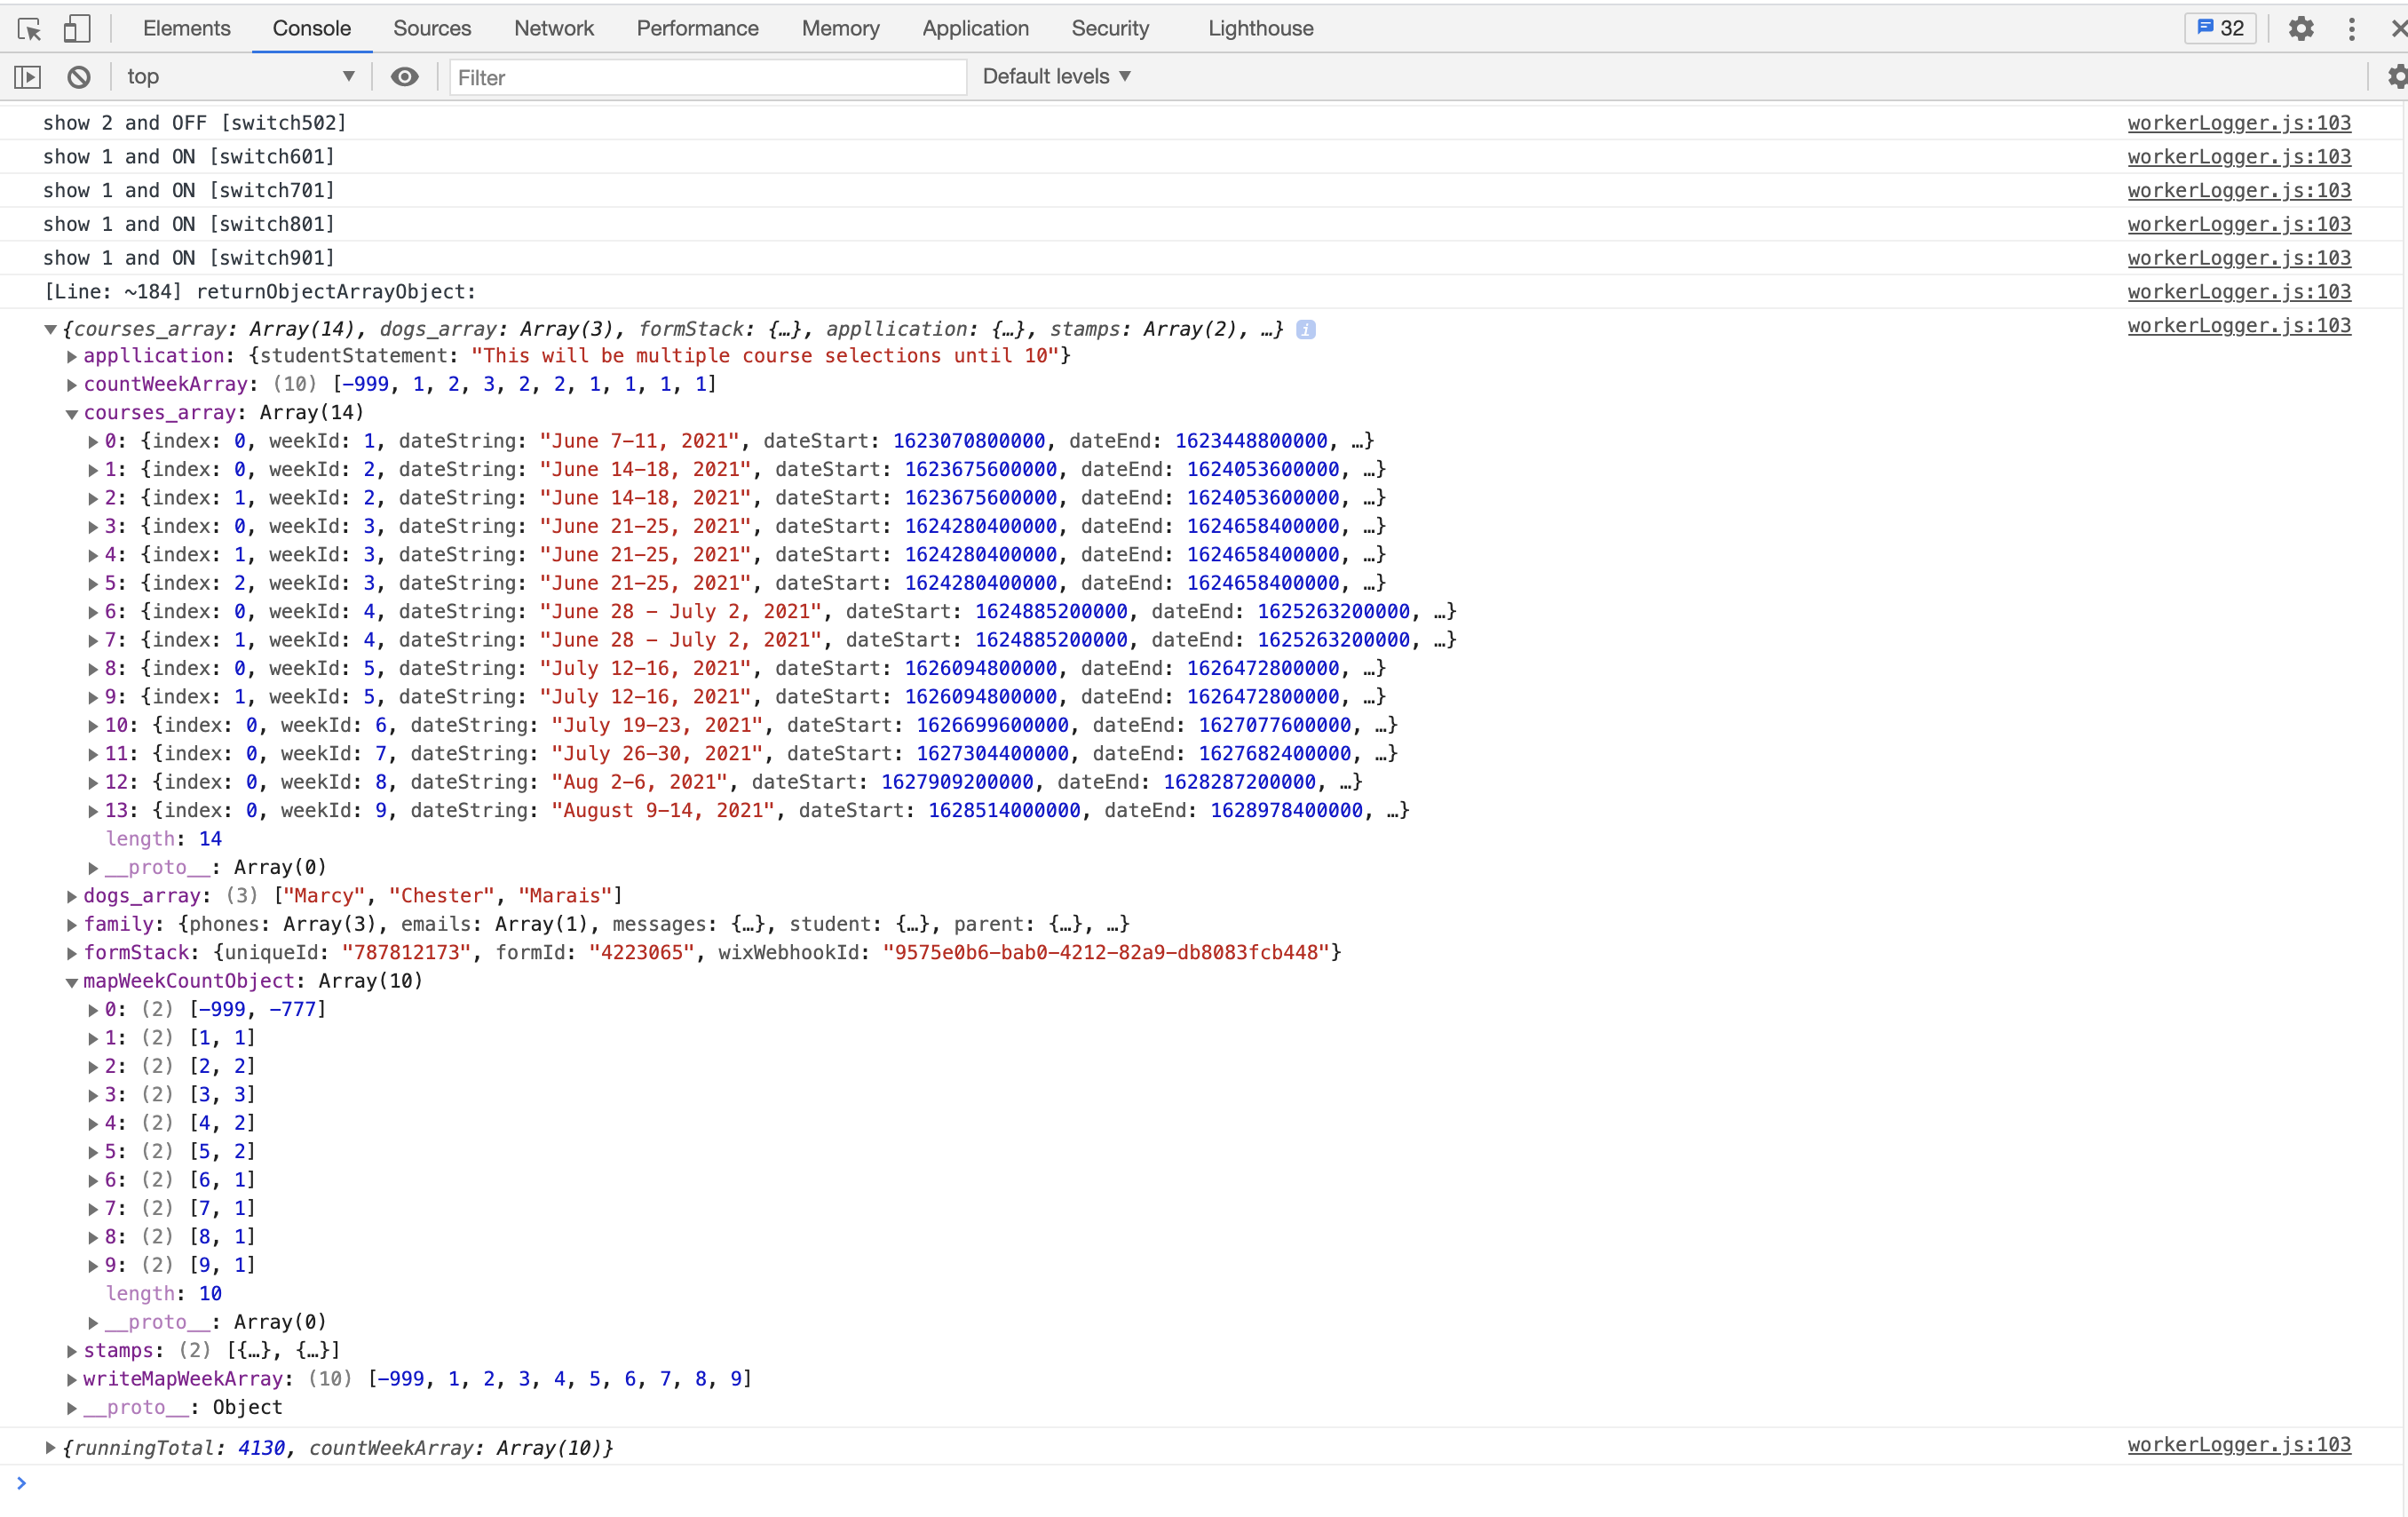 Elements Console Sources Network Performance Memory Application Security Lighthouse 32
top Filter Default levels
show 2 and OFF [switch502] workerLogger.js:103
show 1 and ON [switch601] workerLogger.js:103
show 1 and ON [switch701] workerLogger.js:103
show 1 and ON [switch801] workerLogger.js:103
show 1 and ON [switch901] workerLogger.js:103
[Line: ~184] returnObjectArrayObject: workerLogger.js:103
{courses_array: Array(14), dogs_array: Array(3), formStack: {…}, appllication: {…}, stamps: Array(2), …} i workerLogger.js:103
appllication: {studentStatement: "This will be multiple course selections until 10"}
countWeekArray: (10) [-999, 1, 2, 3, 2, 2, 1, 1, 1, 1]
courses_array: Array(14)
0: {index: 0, weekId: 1, dateString: "June 7-11, 2021", dateStart: 1623070800000, dateEnd: 1623448800000, …}
1: {index: 0, weekId: 2, dateString: "June 14-18, 2021", dateStart: 1623675600000, dateEnd: 1624053600000, …}
2: {index: 1, weekId: 2, dateString: "June 14-18, 2021", dateStart: 1623675600000, dateEnd: 1624053600000, …}
3: {index: 0, weekId: 3, dateString: "June 21-25, 2021", dateStart: 1624280400000, dateEnd: 1624658400000, …}
4: {index: 1, weekId: 3, dateString: "June 21-25, 2021", dateStart: 1624280400000, dateEnd: 1624658400000, …}
5: {index: 2, weekId: 3, dateString: "June 21-25, 2021", dateStart: 1624280400000, dateEnd: 1624658400000, …}
6: {index: 0, weekId: 4, dateString: "June 28 - July 2, 2021", dateStart: 1624885200000, dateEnd: 1625263200000, …}
7: {index: 1, weekId: 4, dateString: "June 28 - July 2, 2021", dateStart: 1624885200000, dateEnd: 1625263200000, …}
8: {index: 0, weekId: 5, dateString: "July 12-16, 2021", dateStart: 1626094800000, dateEnd: 1626472800000, …}
9: {index: 1, weekId: 5, dateString: "July 12-16, 2021", dateStart: 1626094800000, dateEnd: 1626472800000, …}
10: {index: 0, weekId: 6, dateString: "July 19-23, 2021", dateStart: 1626699600000, dateEnd: 1627077600000, …}
11: {index: 0, weekId: 7, dateString: "July 26-30, 2021", dateStart: 1627304400000, dateEnd: 1627682400000, …}
12: {index: 0, weekId: 8, dateString: "Aug 2-6, 2021", dateStart: 1627909200000, dateEnd: 1628287200000, …}
13: {index: 0, weekId: 9, dateString: "August 9-14, 2021", dateStart: 1628514000000, dateEnd: 1628978400000, …}
length: 14
__proto__: Array(0)
dogs_array: (3) ["Marcy", "Chester", "Marais"]
family: {phones: Array(3), emails: Array(1), messages: {…}, student: {…}, parent: {…}, …}
formStack: {uniqueId: "787812173", formId: "4223065", wixWebhookId: "9575e0b6-bab0-4212-82a9-db8083fcb448"}
mapWeekCountObject: Array(10)
0: (2) [-999, -777]
1: (2) [1, 1]
2: (2) [2, 2]
3: (2) [3, 3]
4: (2) [4, 2]
5: (2) [5, 2]
6: (2) [6, 1]
7: (2) [7, 1]
8: (2) [8, 1]
9: (2) [9, 1]
length: 10
__proto__: Array(0)
stamps: (2) [{…}, {…}]
writeMapWeekArray: (10) [-999, 1, 2, 3, 4, 5, 6, 7, 8, 9]
__proto__: Object
{runningTotal: 4130, countWeekArray: Array(10)} workerLogger.js:103